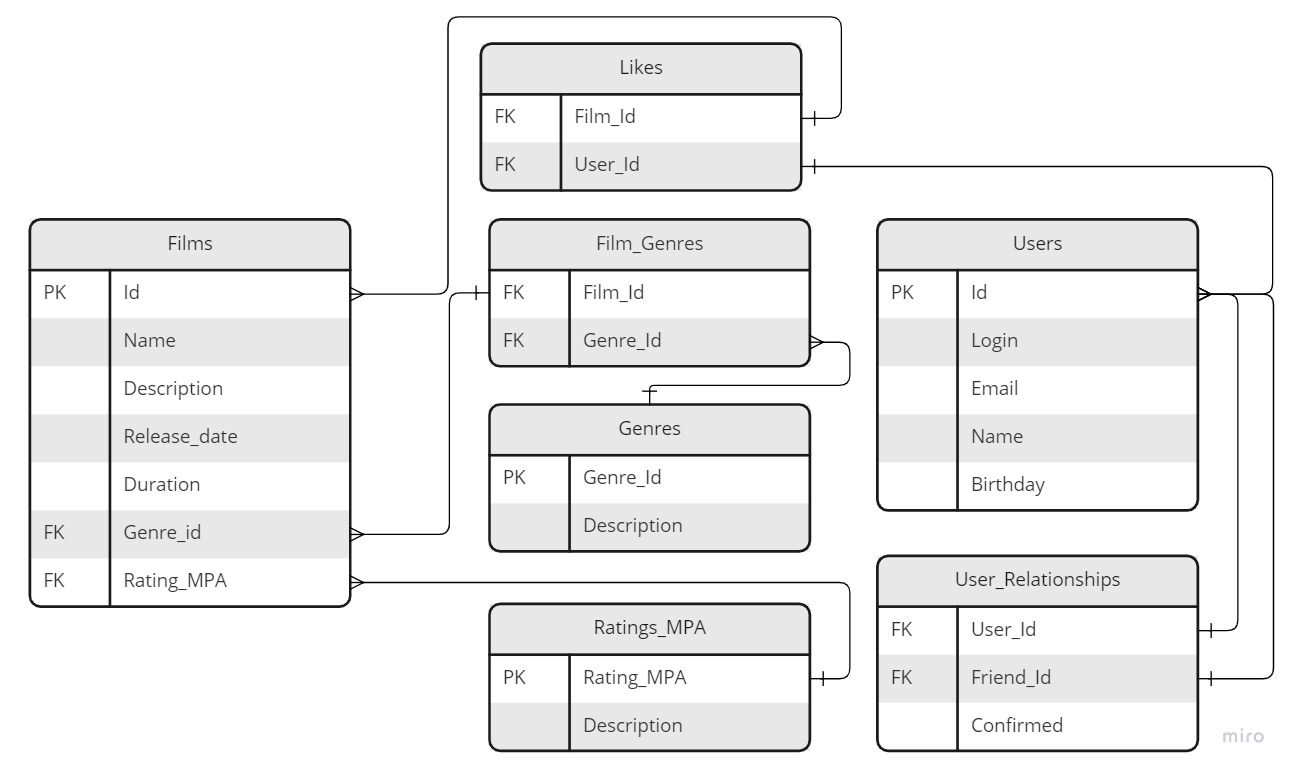 Likes
FK Film_Id
FK User_Id
Films
PK Id
Name
Description
Release_date
Duration
FK Genre_id
FK Rating_MPA
Film_Genres
FK Film_Id
FK Genre_Id
Genres
PK Genre_Id
Description
Ratings_MPA
PK Rating_MPA
Description
Users
PK Id
Login
Email
Name
Birthday
User_Relationships
FK User_Id
FK Friend_Id
Confirmed
miro